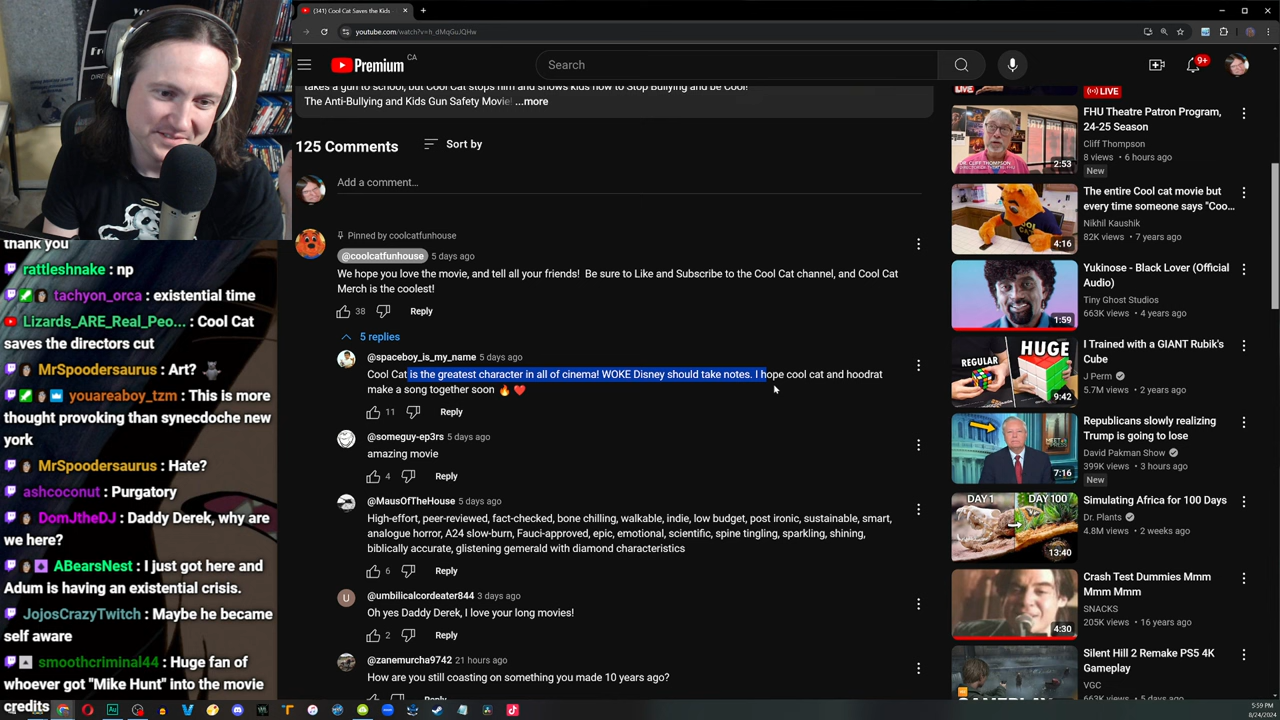 (341) Cool Cat Saves the Kids
youtube.com/watch?v=h_dMqGuJQHw
Premium CA
Search
9+
takes a gun to school, but Cool Cat stops him and shows kids how to Stop Bullying and be Cool!
The Anti-Bullying and Kids Gun Safety Movie! ...more
125 Comments
Sort by
Add a comment...
Pinned by coolcatfunhouse
@coolcatfunhouse 5 days ago
We hope you love the movie, and tell all your friends! Be sure to Like and Subscribe to the Cool Cat channel, and Cool Cat
Merch is the coolest!
38 Reply
5 replies
@spaceboy_is_my_name 5 days ago
Cool Cat is the greatest character in all of cinema! WOKE Disney should take notes. I hope cool cat and hoodrat
make a song together soon 🔥 ❤️
11 Reply
@someguy-ep3rs 5 days ago
amazing movie
4 Reply
@MausOfTheHouse 5 days ago
High-effort, peer-reviewed, fact-checked, bone chilling, walkable, indie, low budget, post ironic, sustainable, smart,
analogue horror, A24 slow-burn, Fauci-approved, epic, emotional, scientific, spine tingling, sparkling, shining,
biblically accurate, glistening gemerald with diamond characteristics
6 Reply
@umbilicalcordeater844 3 days ago
Oh yes Daddy Derek, I love your long movies!
2 Reply
@zanemurcha9742 21 hours ago
How are you still coasting on something you made 10 years ago?
LIVE
FHU Theatre Patron Program,
24-25 Season
Cliff Thompson
8 views • 6 hours ago
New
DR. CLIFF THOMPSON
2:53
The entire Cool cat movie but
every time someone says "Coo...
Nikhil Kaushik
82K views • 7 years ago
4:16
Yukinose - Black Lover (Official
Audio)
Tiny Ghost Studios
663K views • 4 years ago
1:59
REGULAR
HUGE
I Trained with a GIANT Rubik's
Cube
J Perm
5.7M views • 2 years ago
9:42
Republicans slowly realizing
Trump is going to lose
David Pakman Show
399K views • 3 hours ago
New
7:16
DAY 1 DAY 100
Simulating Africa for 100 Days
Dr. Plants
4.8M views • 2 weeks ago
13:40
Crash Test Dummies Mmm
Mmm Mmm
SNACKS
205K views • 16 years ago
4:30
Silent Hill 2 Remake PS5 4K
Gameplay
VGC
thank you
rattleshnake : np
tachyon_orca : existential time
Lizards_ARE_Real_Peo... : Cool Cat
saves the directors cut
MrSpoodersaurus : Art?
youareaboy_tzm : This is more
thought provoking than synecdoche new
york
MrSpoodersaurus : Hate?
ashcoconut : Purgatory
DomJtheDJ : Daddy Derek, why are
we here?
ABearsNest : I just got here and
Adum is having an existential crisis.
JojosCrazyTwitch : Maybe he became
self aware
smoothcriminal44 : Huge fan of
whoever got "Mike Hunt" into the movie
credits
5:59 PM
8/24/2024